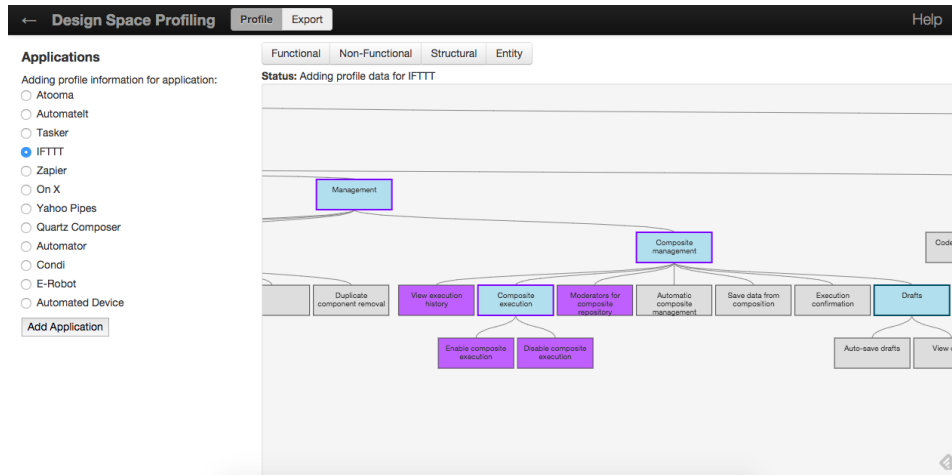 ← Design Space Profiling Profile Export Help
Applications
Adding profile information for application:
Atooma
AutomateIt
Tasker
IFTTT
Zapier
On X
Yahoo Pipes
Quartz Composer
Automator
Condi
E-Robot
Automated Device
Add Application
Functional Non-Functional Structural Entity
Status: Adding profile data for IFTTT
Management
Composite
management
Code
Duplicate
component removal
View execution
history
Composite
execution
Moderators for
composite
repository
Automatic
composite
management
Save data from
composition
Execution
confirmation
Drafts
Enable composite
execution
Disable composite
execution
Auto-save drafts
View